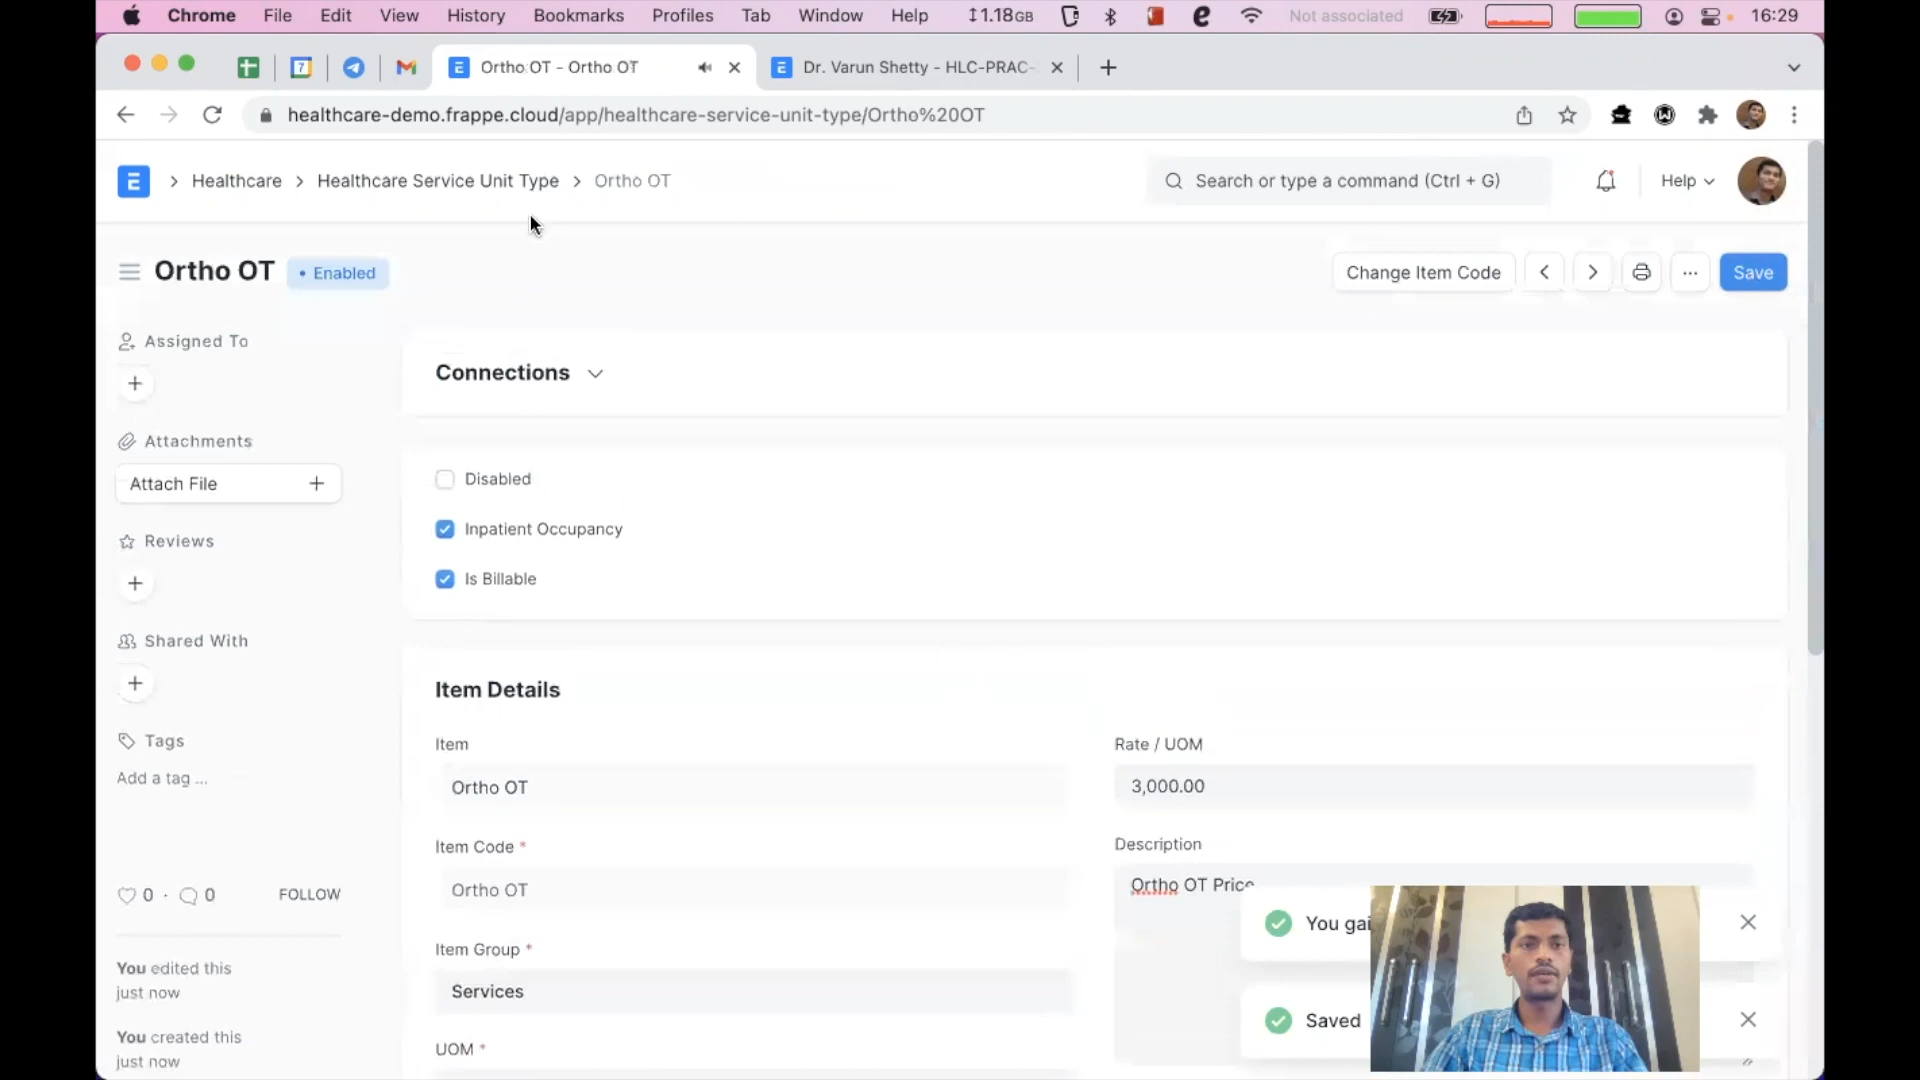 Chrome File Edit View History Bookmarks Profiles Tab Window Help 1.18GB Not associated 16:29
7 Ortho OT - Ortho OT Dr. Varun Shetty - HLC-PRAC-
healthcare-demo.frappe.cloud/app/healthcare-service-unit-type/Ortho%20OT
E Healthcare Healthcare Service Unit Type Ortho OT Search or type a command (Ctrl + G) Help
Ortho OT • Enabled Change Item Code ... Save
Assigned To
Connections
Attachments
Attach File
Disabled
Reviews
Inpatient Occupancy
Is Billable
Shared With
Item Details
Tags
Add a tag ...
Item
Ortho OT
Rate / UOM
3,000.00
Item Code *
Ortho OT
Description
Ortho OT Price
0 · 0 FOLLOW
You gai
Item Group *
Services
You edited this
just now
Saved
You created this
just now
UOM *